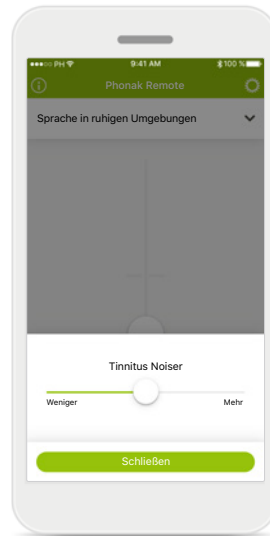 PH 9:41 AM 100 %
Phonak Remote
Sprache in ruhigen Umgebungen
Tinnitus Noiser
Weniger Mehr
Schließen